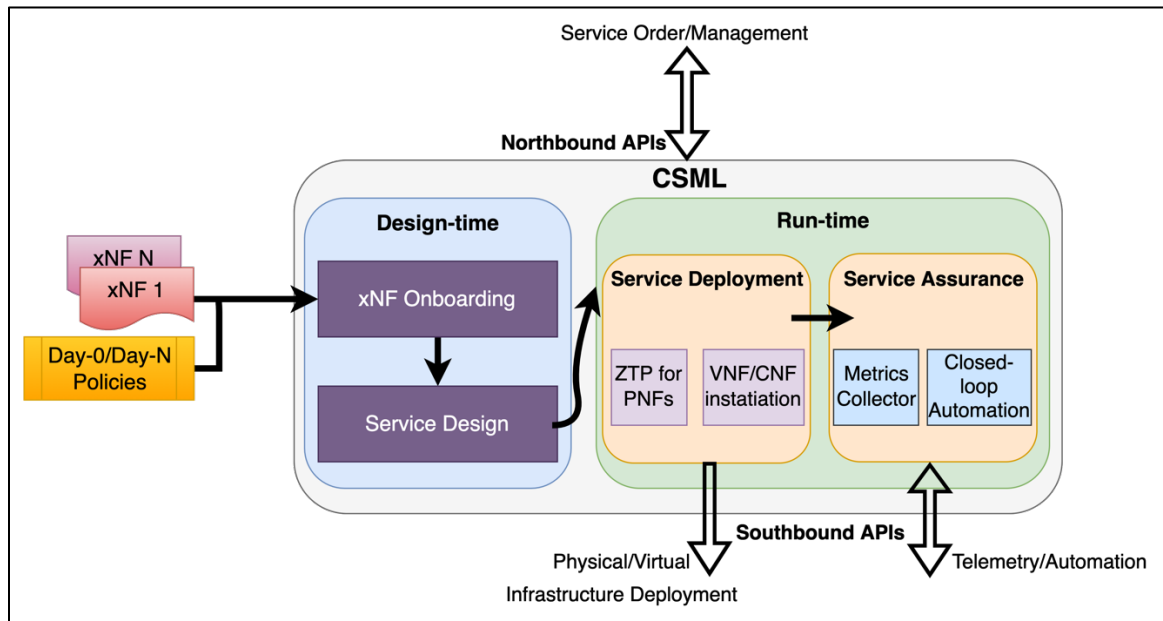 Service Order/Management
Northbound APIs
CSML
Design-time
Run-time
xNF N
xNF 1
Day-0/Day-N
Policies
xNF Onboarding
Service Design
Service Deployment
ZTP for
PNFs
VNF/CNF
instatiation
Service Assurance
Metrics
Collector
Closed-
loop
Automation
Southbound APIs
Physical/Virtual
Infrastructure Deployment
Telemetry/Automation